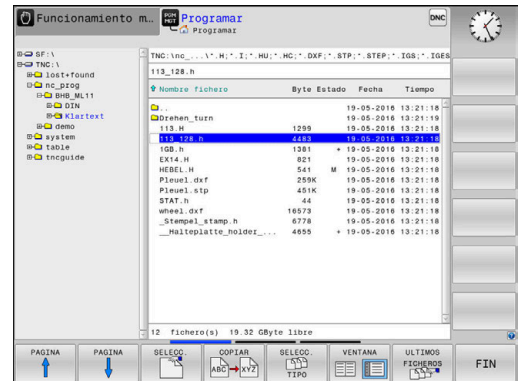 Funcionamiento m…
PGM
MGT
Programar
Programar
DNC
SF:\
TNC:\
lost+found
nc_prog
BHB_ML11
DIN
Klartext
demo
system
table
tncguide
TNC:\nc_...\*.H;*.I;*.HU;*.HC;*.DXF;*.STP;*.STEP;*.IGS;*.IGES
113_128.h
Nombre fichero Byte Estado Fecha Tiempo
.. 19-05-2016 13:21:18
Drehen_turn 19-05-2016 13:21:19
113.H 1299 19-05-2016 13:21:18
113_128.h 4483 19-05-2016 13:21:18
1GB.h 1381 + 19-05-2016 13:21:18
EX14.H 821 19-05-2016 13:21:18
HEBEL.H 541 M 19-05-2016 13:21:18
Pleuel.dxf 259K 19-05-2016 13:21:18
Pleuel.stp 451K 19-05-2016 13:21:18
STAT.h 44 19-05-2016 13:21:18
wheel.dxf 16573 19-05-2016 13:21:18
_Stempel_stamp.h 6778 19-05-2016 13:21:18
__Halteplatte_holder_... 4655 + 19-05-2016 13:21:18
12 fichero(s) 19.32 GByte libre
PAGINA
PAGINA
SELECC.
COPIAR
ABC XYZ
SELECC.
TIPO
VENTANA
ULTIMOS
FICHEROS
FIN